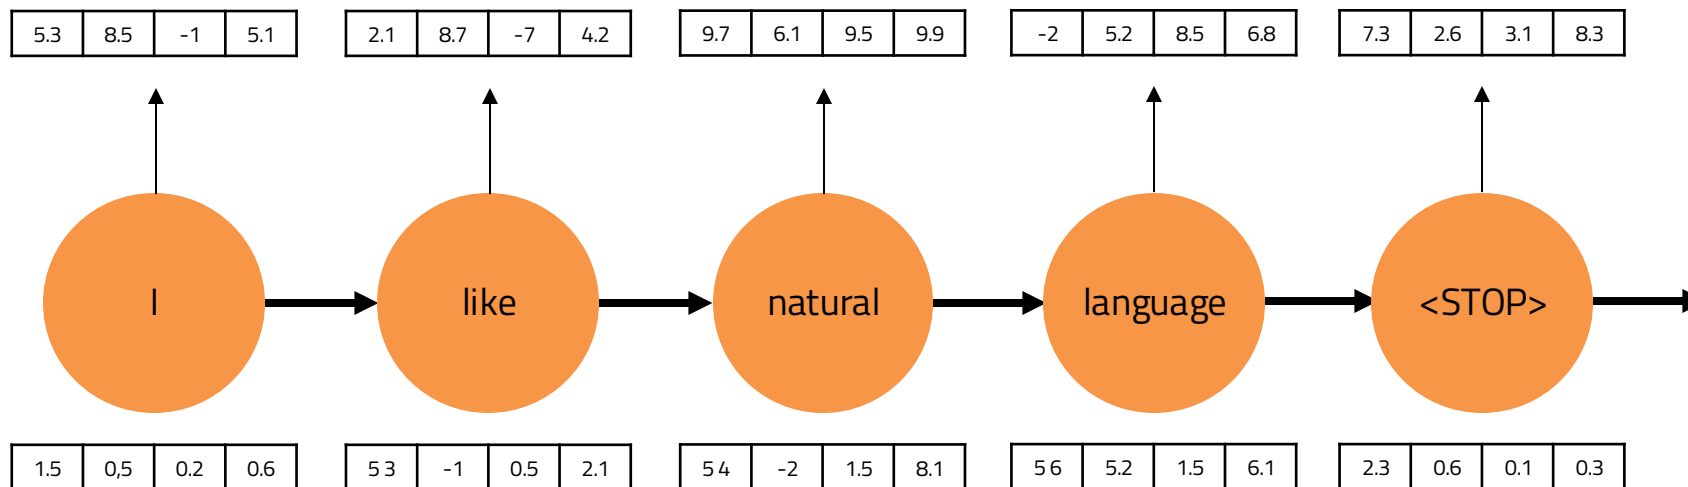 5.3 8.5 -1 5.1 2.1 8.7 -7 4.2 9.7 6.1 9.5 9.9 -2 5.2 8.5 6.8 7.3 2.6 3.1 8.3
I like natural language <STOP>
1.5 0,5 0.2 0.6 5 3 -1 0.5 2.1 5 4 -2 1.5 8.1 5 6 5.2 1.5 6.1 2.3 0.6 0.1 0.3